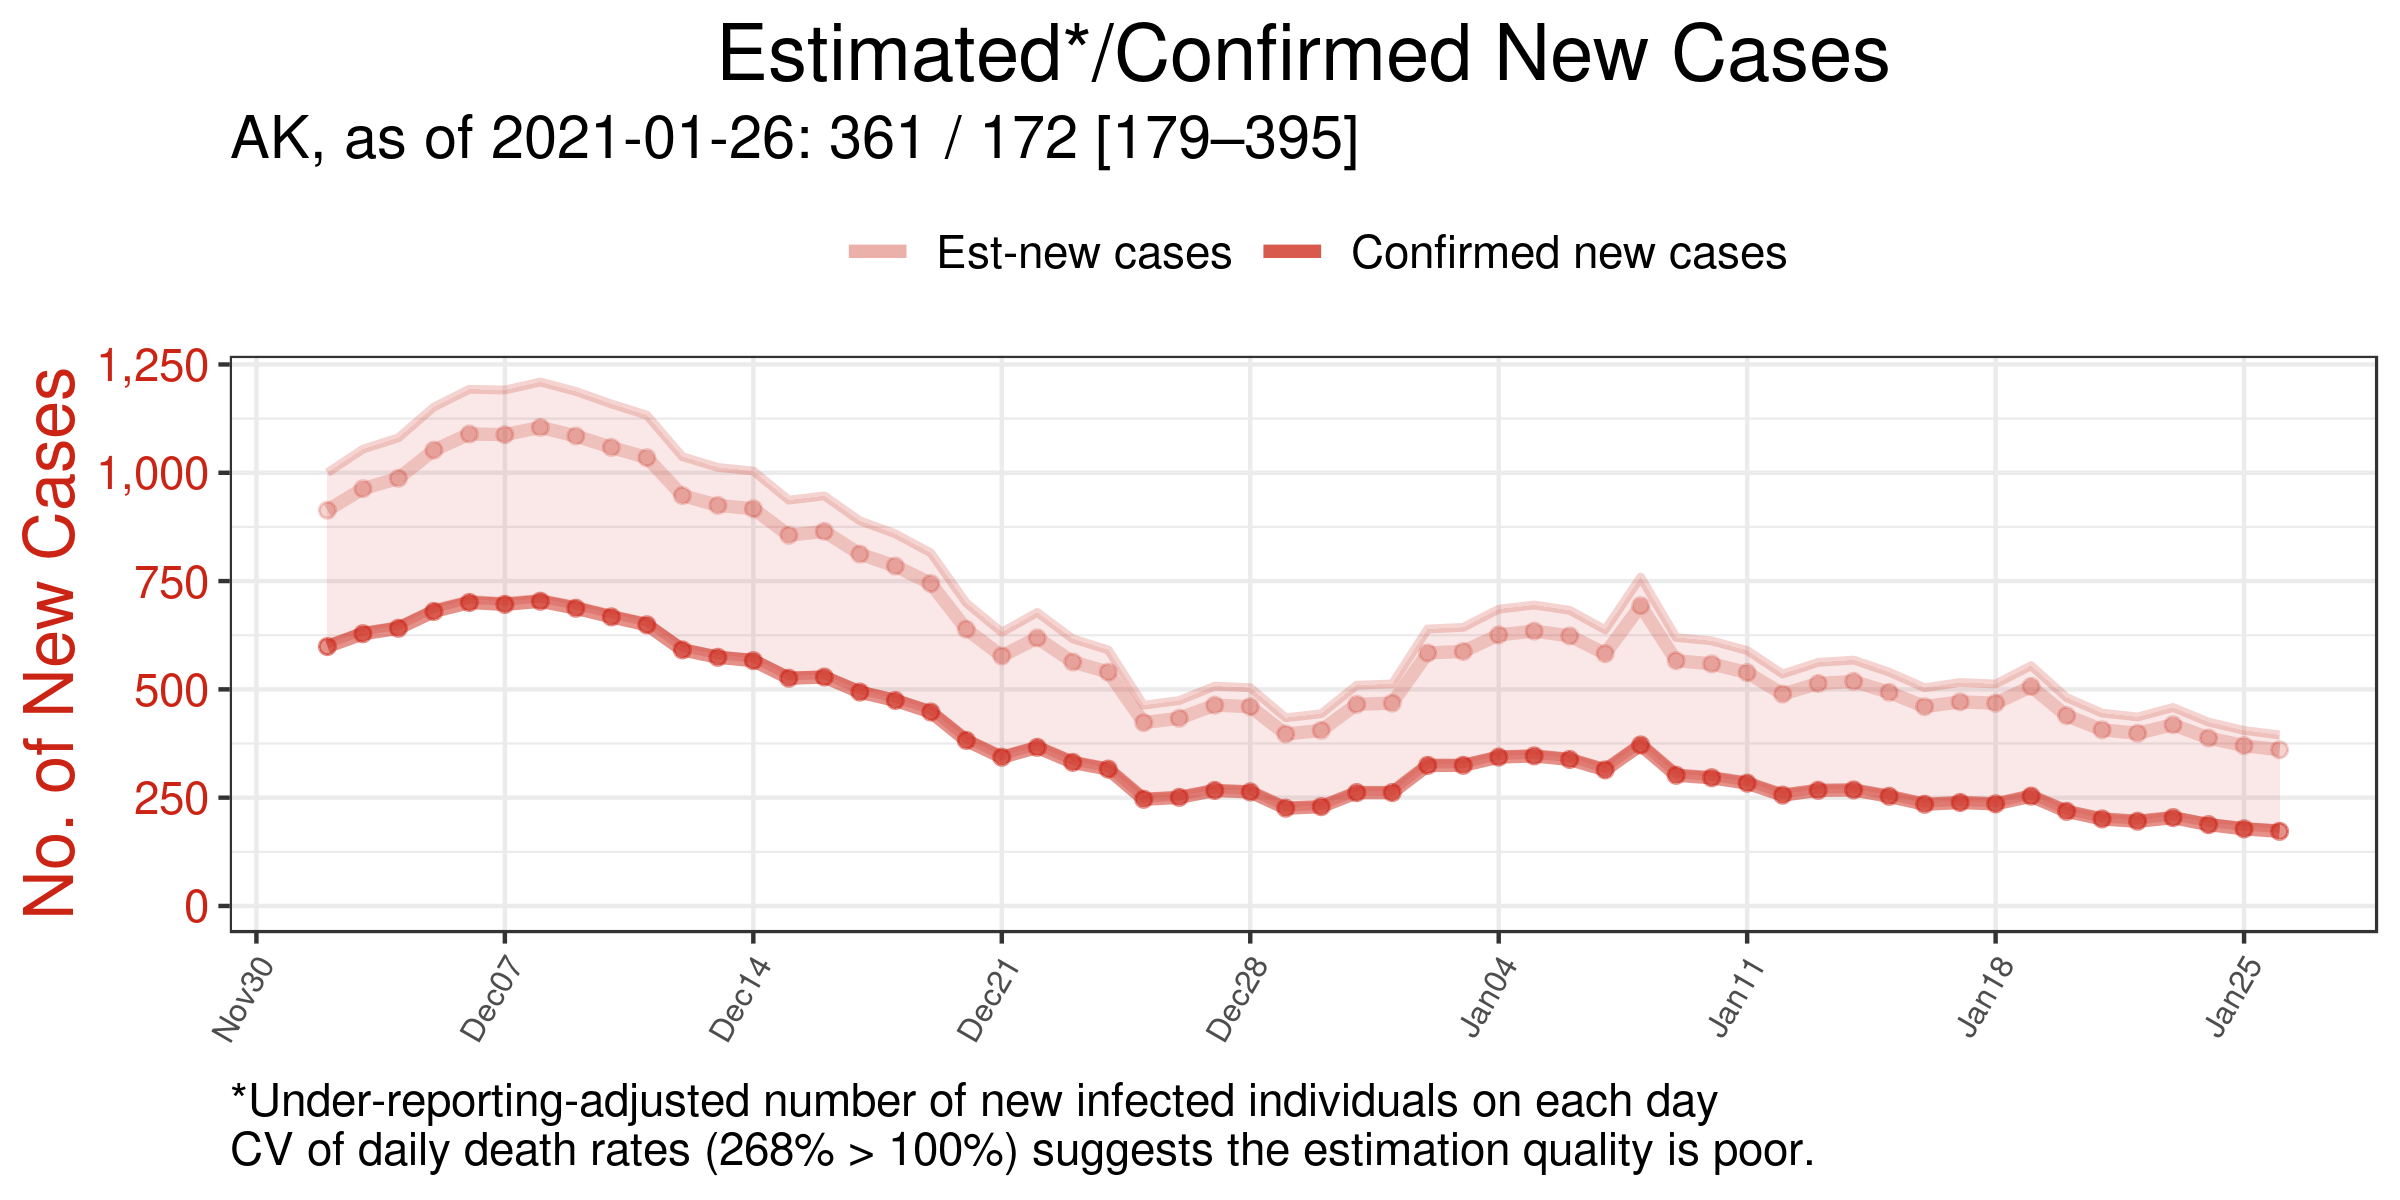 Estimated*/Confirmed New Cases
AK, as of 2021-01-26: 361 / 172 [179–395]
Est-new cases Confirmed new cases
No. of New Cases
1,250
1,000
750
500
250
0
Nov30 Dec07 Dec14 Dec21 Dec28 Jan04 Jan11 Jan18 Jan25
*Under-reporting-adjusted number of new infected individuals on each day
CV of daily death rates (268% > 100%) suggests the estimation quality is poor.